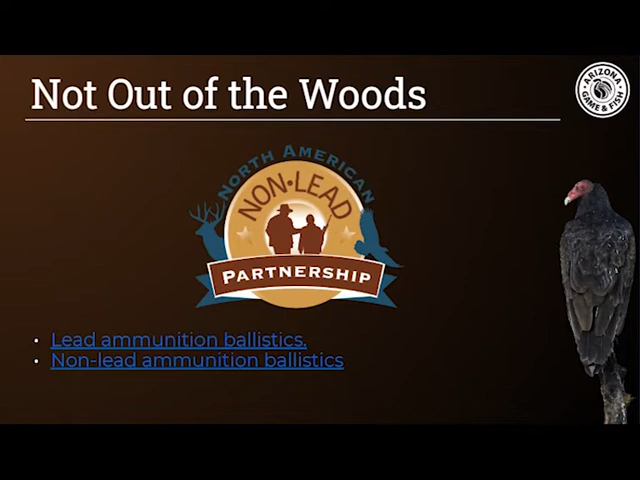 Not Out of the Woods
ARIZONA
GAME & FISH
NORTH AMERICAN
NON•LEAD
PARTNERSHIP
• Lead ammunition ballistics.
• Non-lead ammunition ballistics